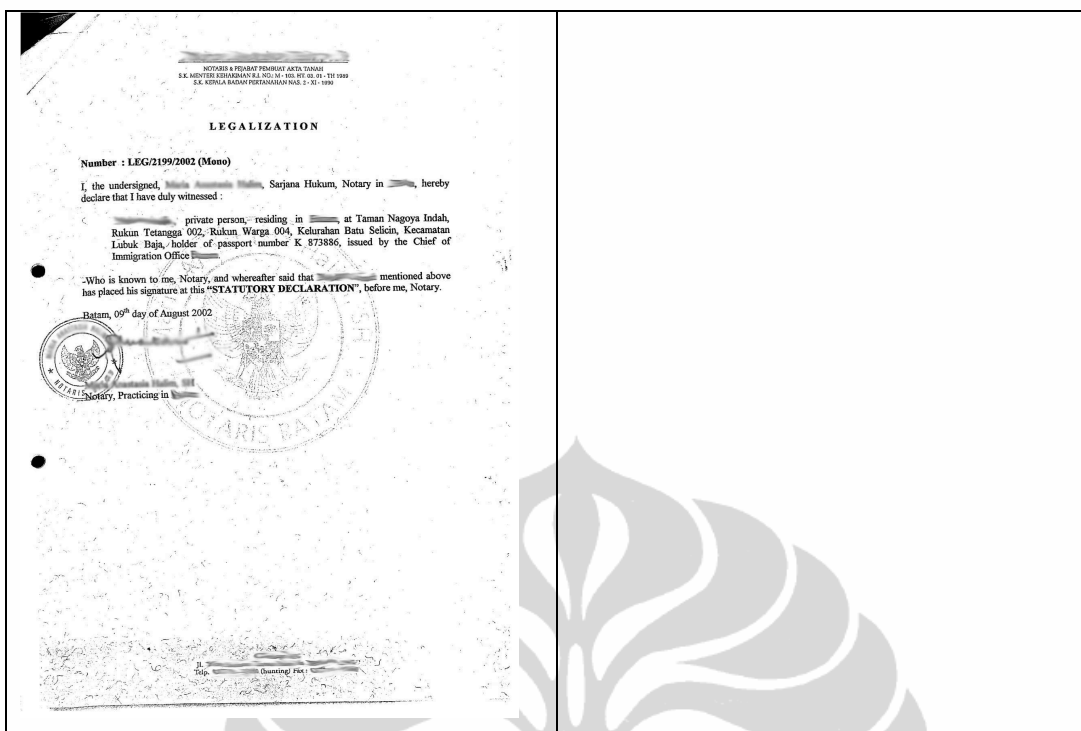 NOTARIS & PEJABAT PEMBUAT AKTA TANAH
S.K. MENTERI KEHAKIMAN R.I. NO.: M - 103. HT. 03. 01 - TH 1989
S.K. KEPALA BADAN PERTANAHAN NAS. 2 - XI - 1990
LEGALIZATION
Number : LEG/2199/2002 (Mono)
I, the undersigned, , Sarjana Hukum, Notary in , hereby
declare that I have duly witnessed :
, private person, residing in , at Taman Nagoya Indah,
Rukun Tetangga 002, Rukun Warga 004, Kelurahan Batu Selicin, Kecamatan
Lubuk Baja, holder of passport number K 873886, issued by the Chief of
Immigration Office
-Who is known to me, Notary, and whereafter said that mentioned above
has placed his signature at this "STATUTORY DECLARATION", before me, Notary.
Batam, 09th day of August 2002
NOTARIS
Notary, Practicing in
NOTARIS BATAM
Jl.
Telp. (hunting) Fax :